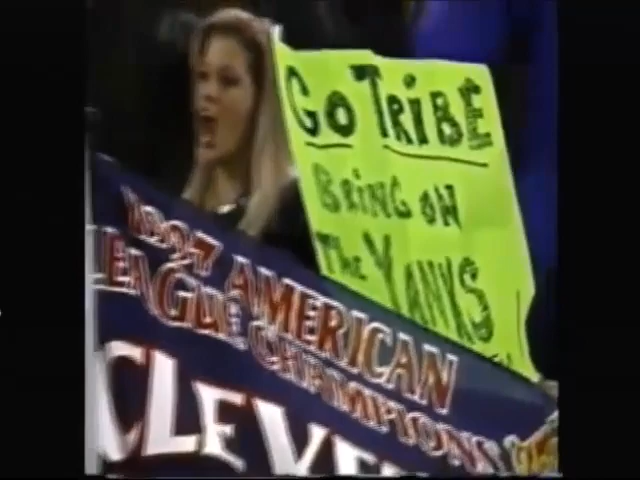 Go TRiBE
BRiNG ON
THE YANKS
1997 AMERICAN
LEAGUE CHAMPIONS
CLEVE